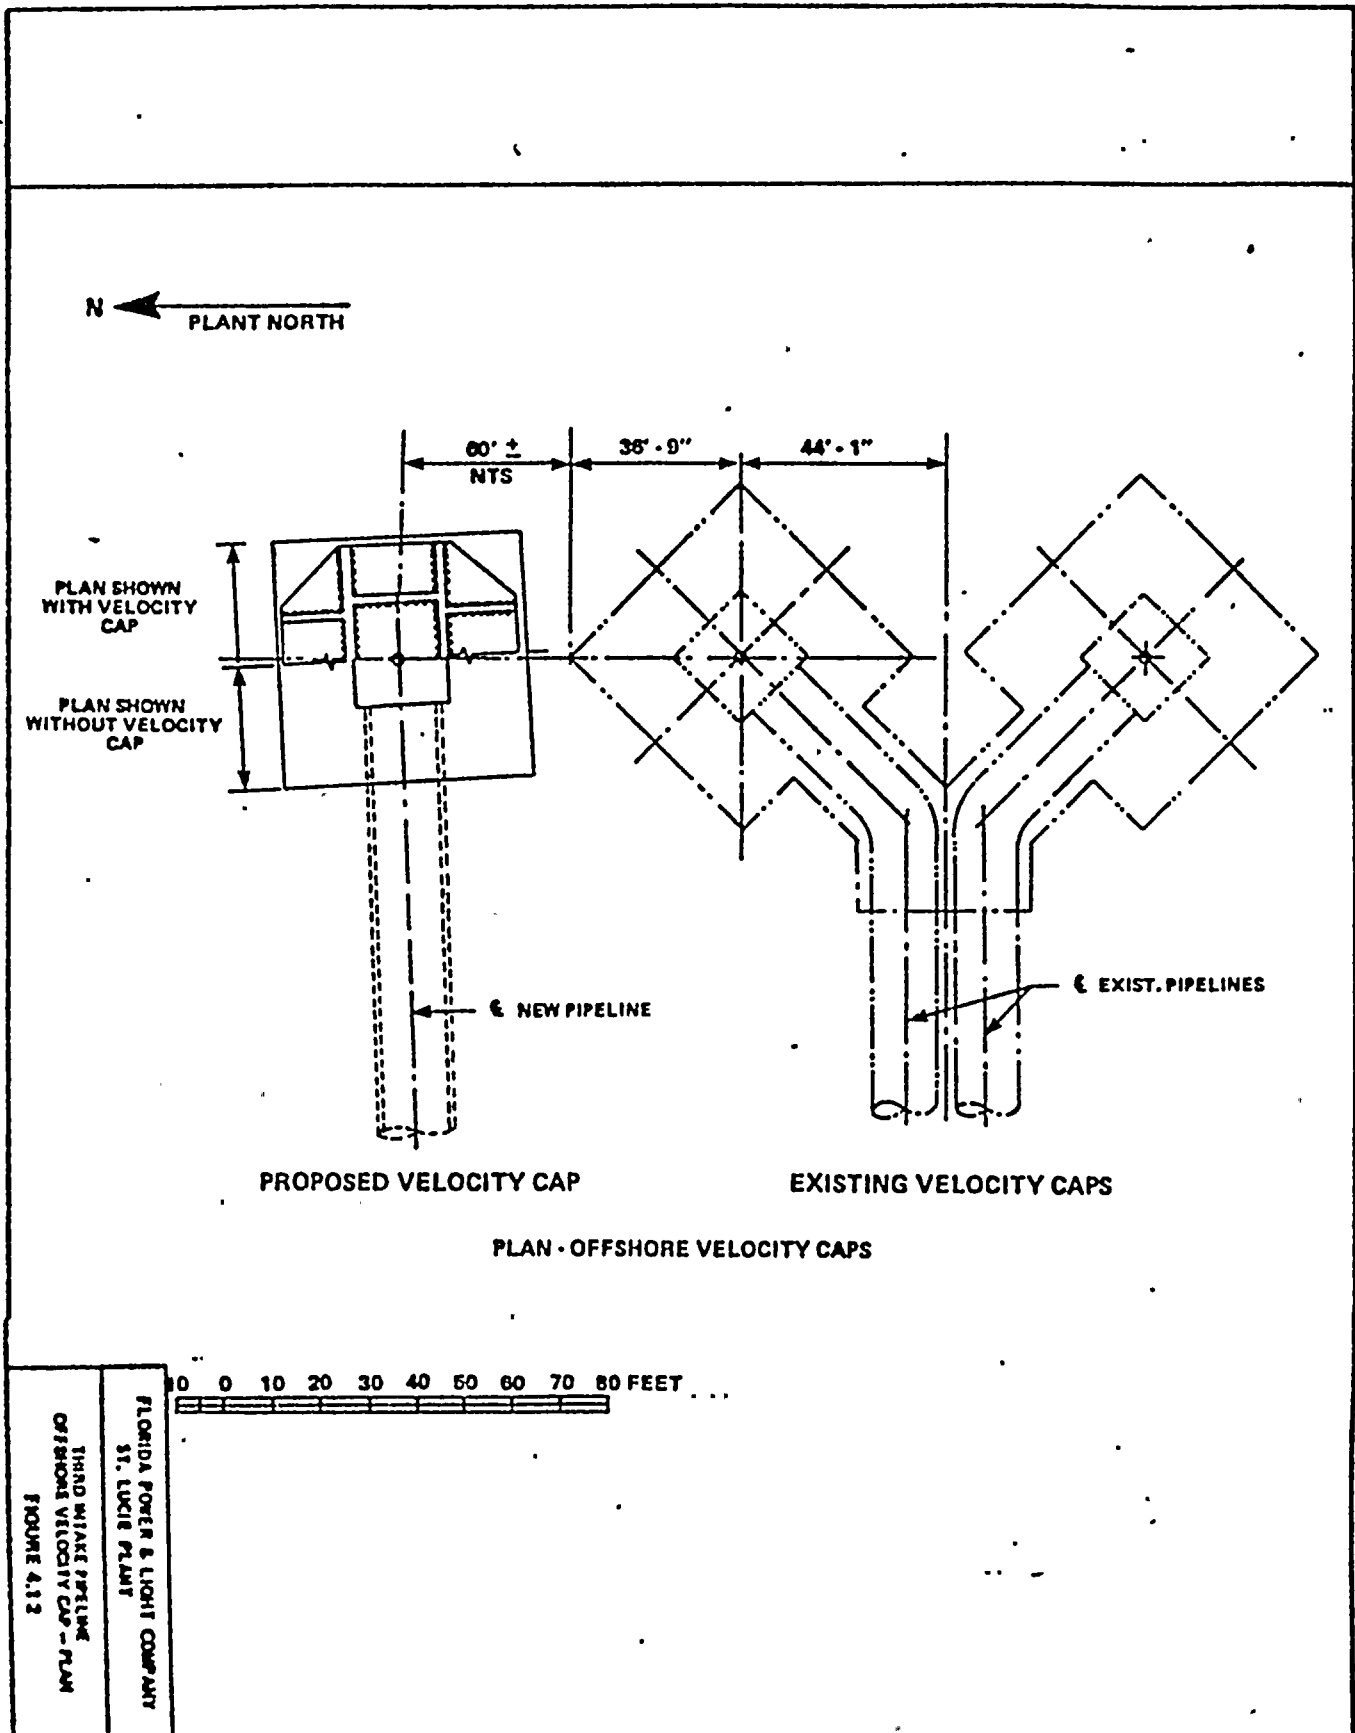 N
PLANT NORTH
60' ±
NTS
36' - 9"
44' - 1"
PLAN SHOWN
WITH VELOCITY
CAP
PLAN SHOWN
WITHOUT VELOCITY
CAP
℄ NEW PIPELINE
℄ EXIST. PIPELINES
PROPOSED VELOCITY CAP
EXISTING VELOCITY CAPS
PLAN - OFFSHORE VELOCITY CAPS
10 0 10 20 30 40 50 60 70 80 FEET
FLORIDA POWER & LIGHT COMPANY
ST. LUCIE PLANT
THIRD INTAKE PIPELINE
OFFSHORE VELOCITY CAP - PLAN
FIGURE 4.1 2